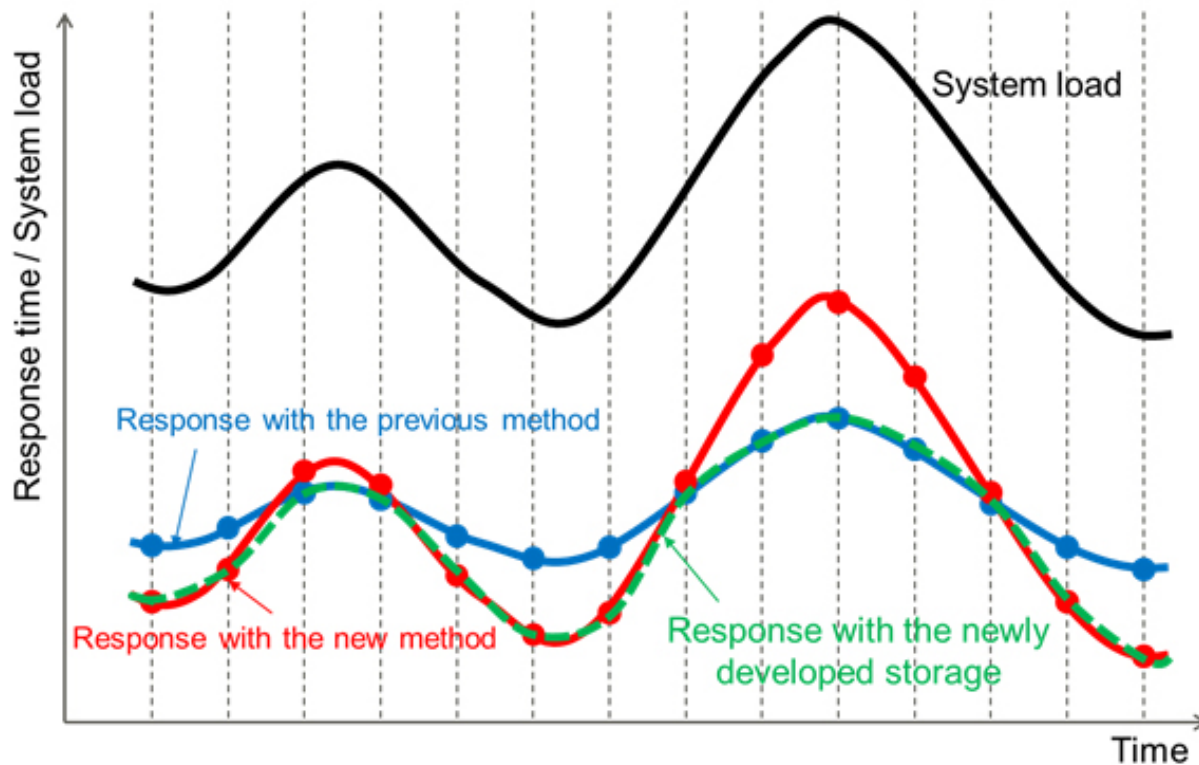 Response time / System load
System load
Response with the previous method
Response with the new method
Response with the newly
developed storage
Time